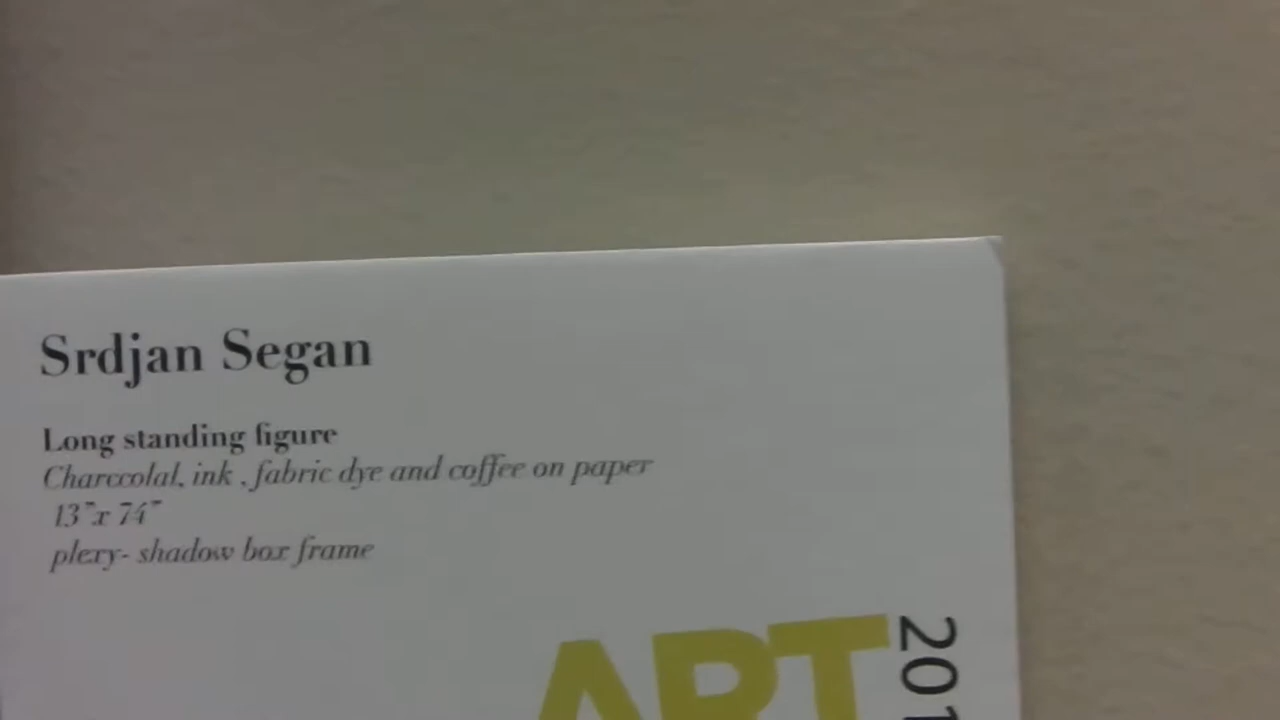 Srdjan Segan
Long standing figure
Charccolal, ink , fabric dye and coffee on paper
13"x 74"
plexy- shadow box frame
ART
201